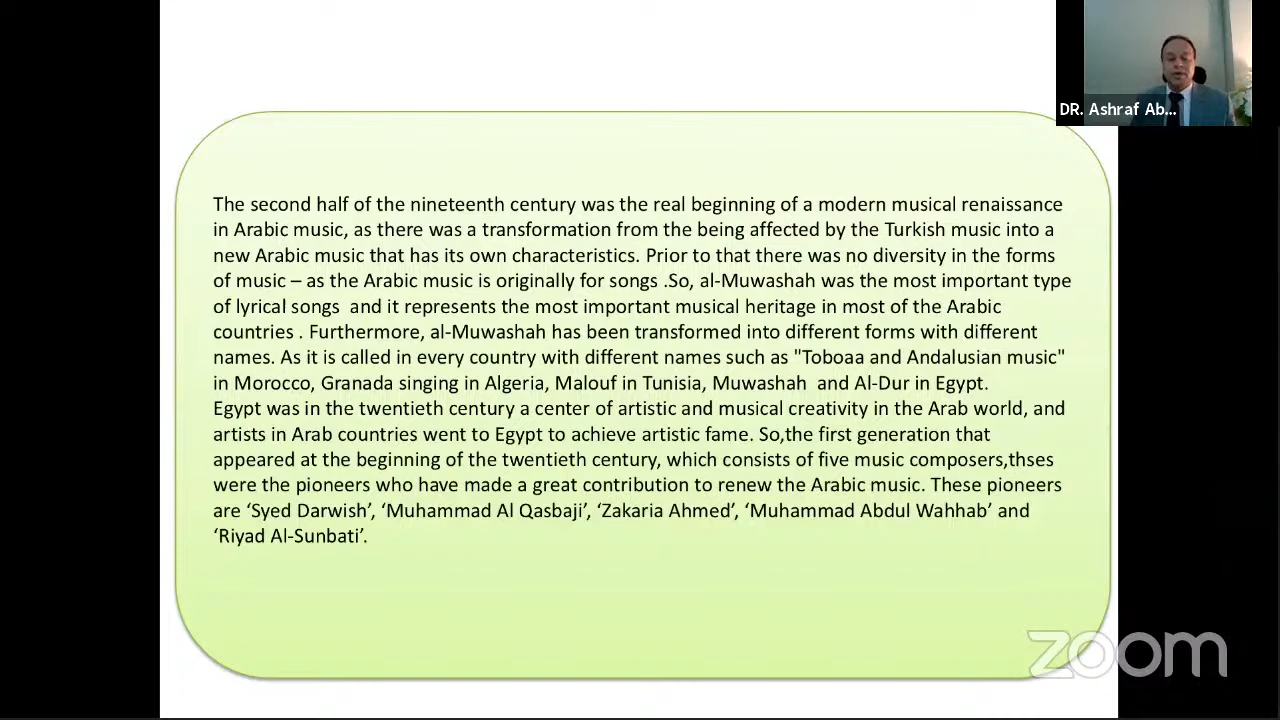 DR. Ashraf Ab...
The second half of the nineteenth century was the real beginning of a modern musical renaissance
in Arabic music, as there was a transformation from the being affected by the Turkish music into a
new Arabic music that has its own characteristics. Prior to that there was no diversity in the forms
of music – as the Arabic music is originally for songs .So, al-Muwashah was the most important type
of lyrical songs  and it represents the most important musical heritage in most of the Arabic
countries . Furthermore, al-Muwashah has been transformed into different forms with different
names. As it is called in every country with different names such as "Toboaa and Andalusian music"
in Morocco, Granada singing in Algeria, Malouf in Tunisia, Muwashah  and Al-Dur in Egypt.
Egypt was in the twentieth century a center of artistic and musical creativity in the Arab world, and
artists in Arab countries went to Egypt to achieve artistic fame. So,the first generation that
appeared at the beginning of the twentieth century, which consists of five music composers,thses
were the pioneers who have made a great contribution to renew the Arabic music. These pioneers
are ‘Syed Darwish’, ‘Muhammad Al Qasbaji’, ‘Zakaria Ahmed’, ‘Muhammad Abdul Wahhab’ and
‘Riyad Al-Sunbati’.
zoom